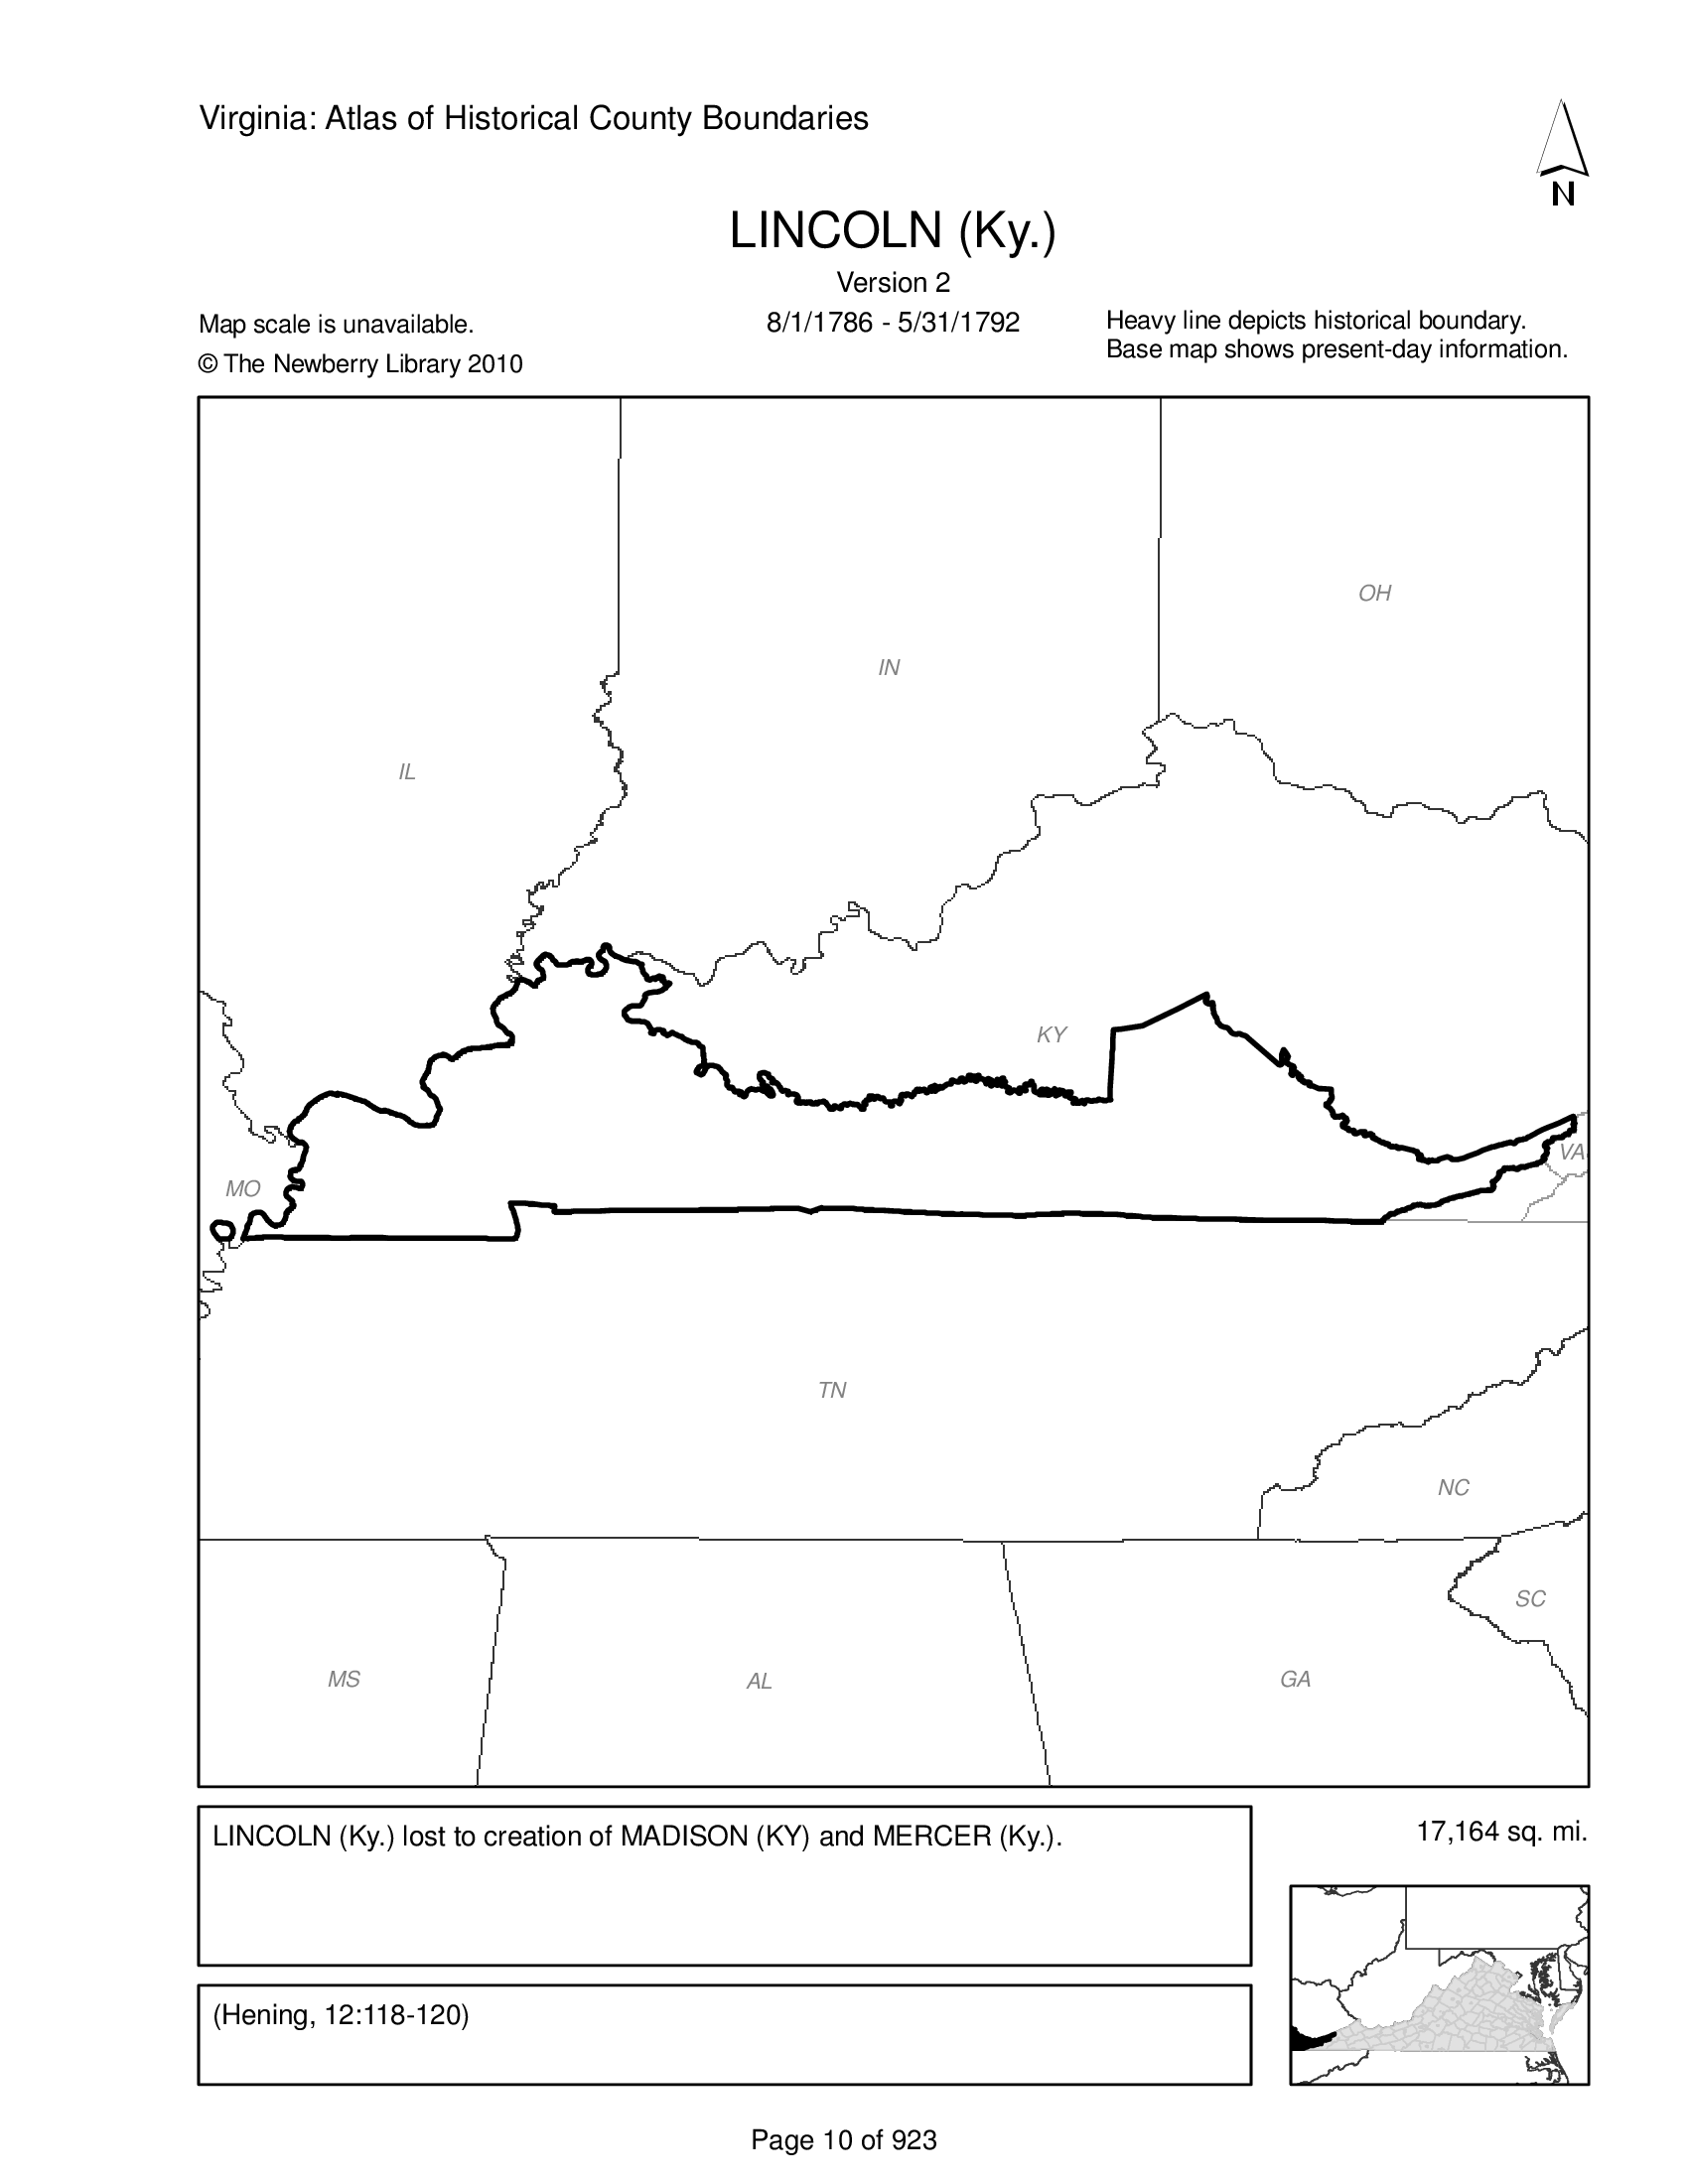 Virginia: Atlas of Historical County Boundaries
N
LINCOLN (Ky.)
Version 2
8/1/1786 - 5/31/1792
Map scale is unavailable.
© The Newberry Library 2010
Heavy line depicts historical boundary.
Base map shows present-day information.
OH
IN
IL
KY
VA
MO
TN
NC
SC
MS
AL
GA
LINCOLN (Ky.) lost to creation of MADISON (KY) and MERCER (Ky.).
17,164 sq. mi.
(Hening, 12:118-120)
Page 10 of 923